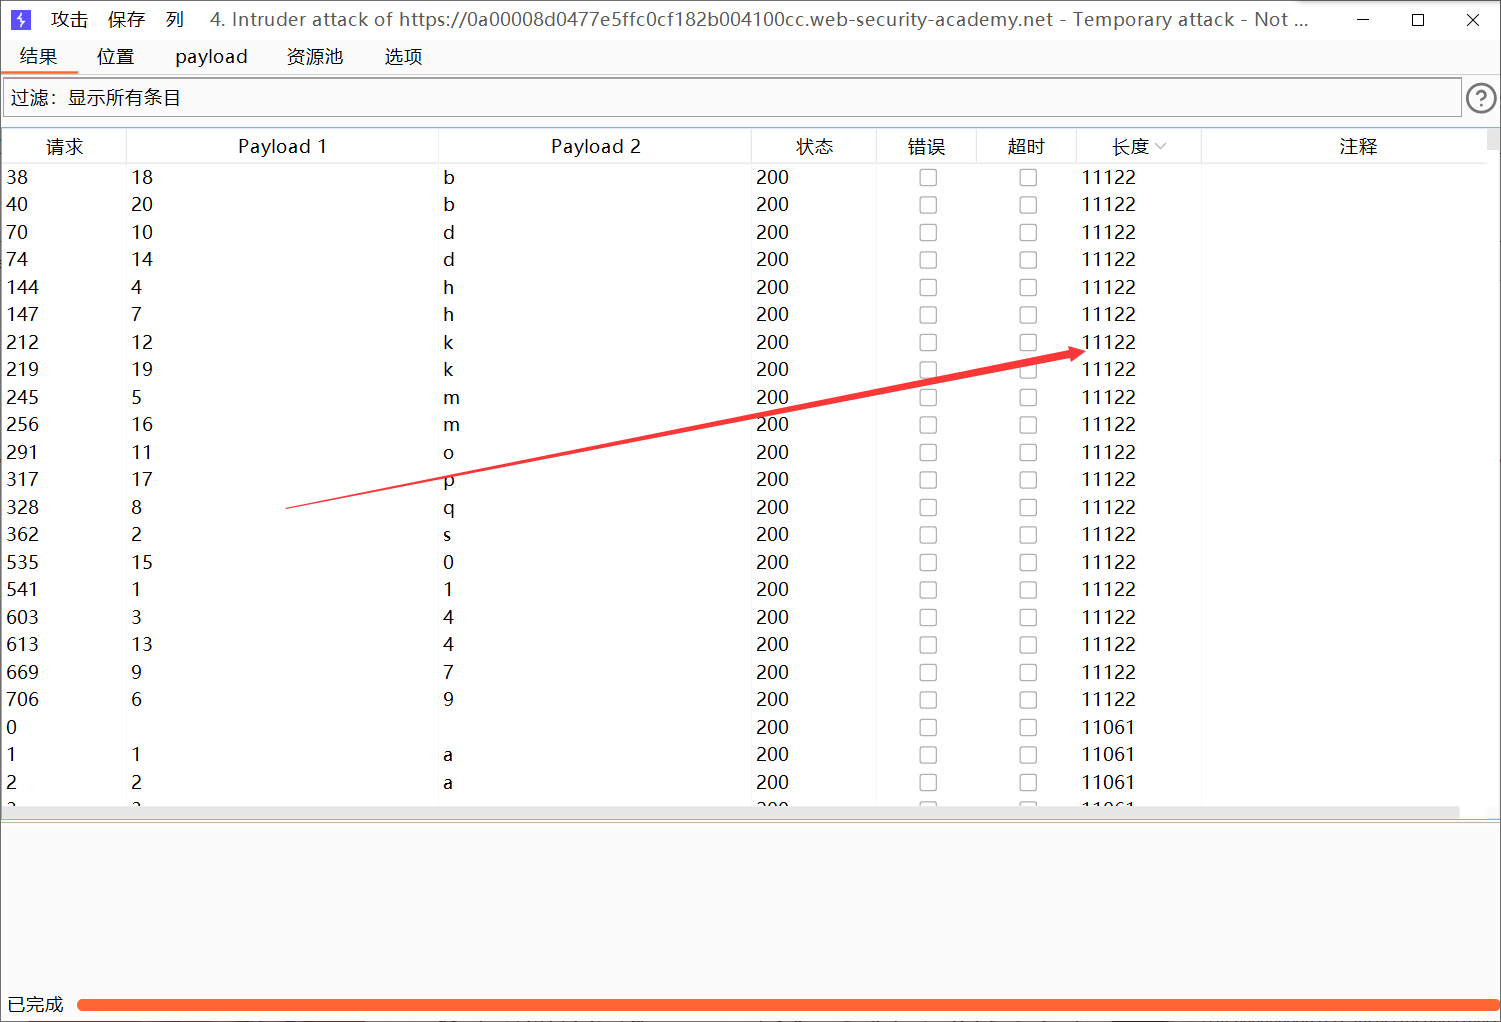 攻击 保存 列 4. Intruder attack of https://0a00008d0477e5ffc0cf182b004100cc.web-security-academy.net - Temporary attack - Not ...
结果 位置 payload 资源池 选项
过滤：显示所有条目
请求 Payload 1 Payload 2 状态 错误 超时 长度 注释
38 18 b 200 11122
40 20 b 200 11122
70 10 d 200 11122
74 14 d 200 11122
144 4 h 200 11122
147 7 h 200 11122
212 12 k 200 11122
219 19 k 200 11122
245 5 m 200 11122
256 16 m 200 11122
291 11 o 200 11122
317 17 p 200 11122
328 8 q 200 11122
362 2 s 200 11122
535 15 0 200 11122
541 1 1 200 11122
603 3 4 200 11122
613 13 4 200 11122
669 9 7 200 11122
706 6 9 200 11122
0 200 11061
1 1 a 200 11061
2 2 a 200 11061
已完成